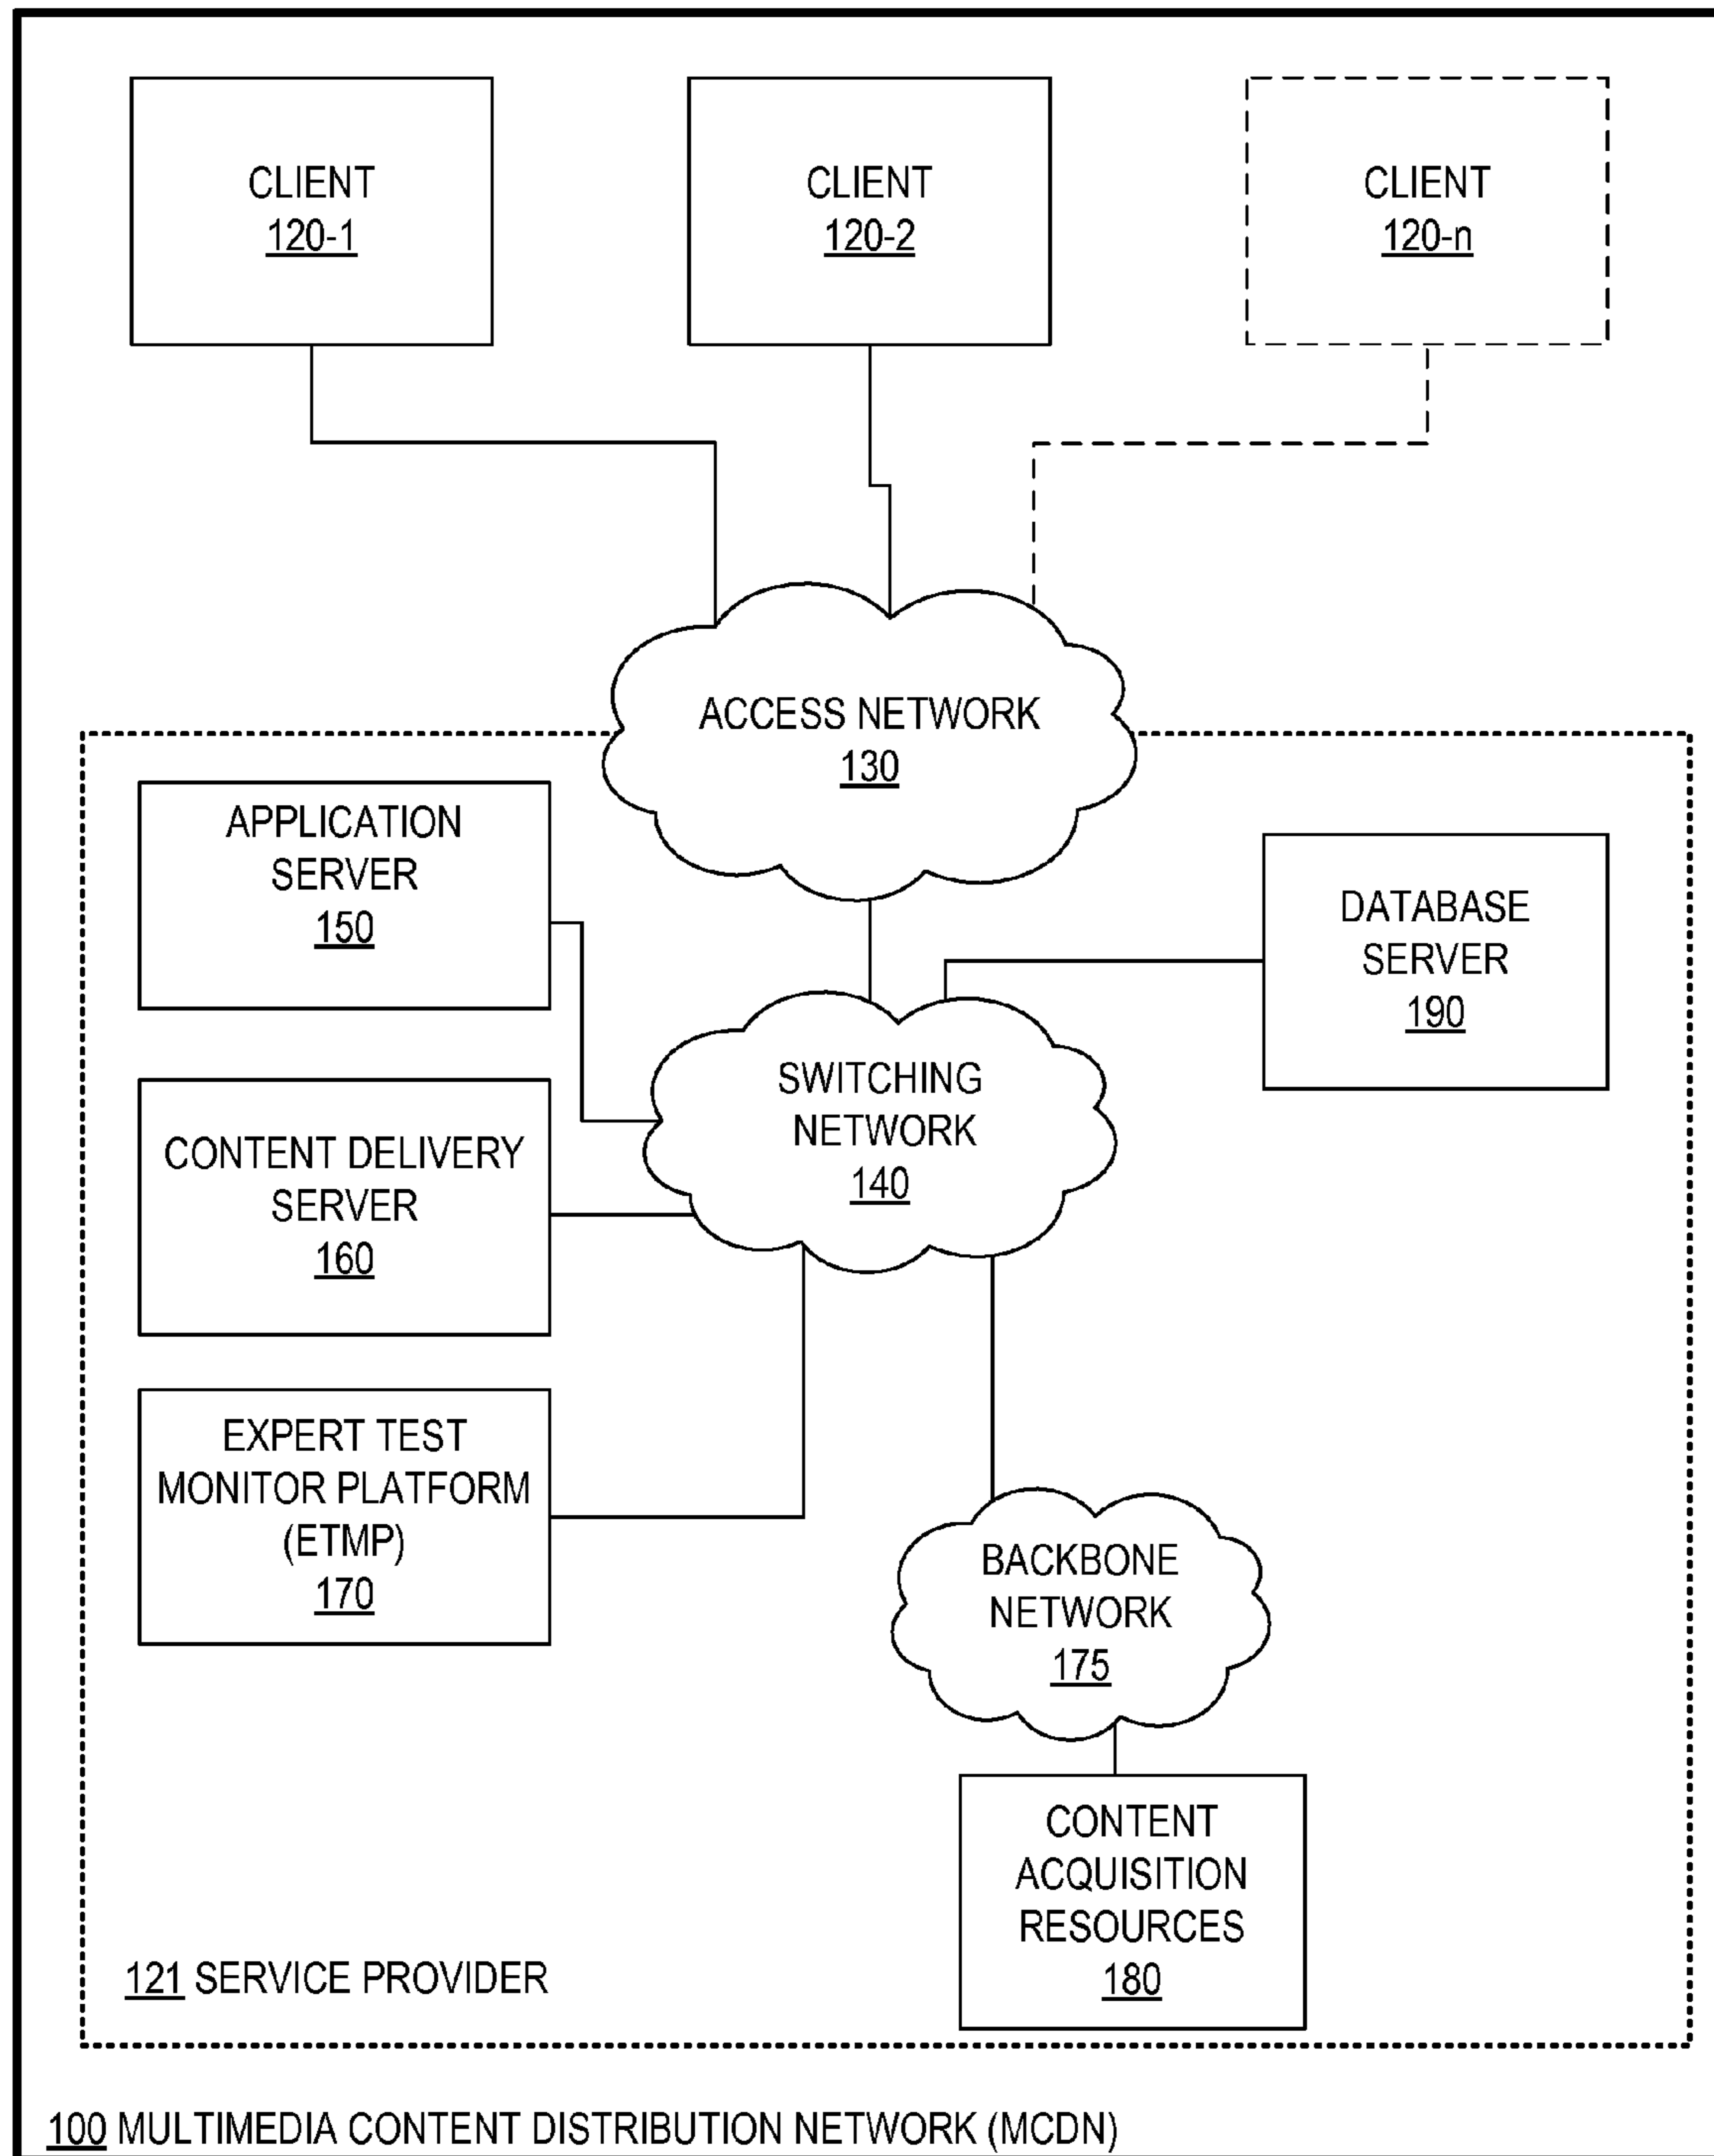 CLIENT
120-1
CLIENT
120-2
CLIENT
120-n
ACCESS NETWORK
130
APPLICATION
SERVER
150
DATABASE
SERVER
190
SWITCHING
NETWORK
140
CONTENT DELIVERY
SERVER
160
EXPERT TEST
MONITOR PLATFORM
(ETMP)
170
BACKBONE
NETWORK
175
CONTENT
ACQUISITION
RESOURCES
180
121 SERVICE PROVIDER
100 MULTIMEDIA CONTENT DISTRIBUTION NETWORK (MCDN)